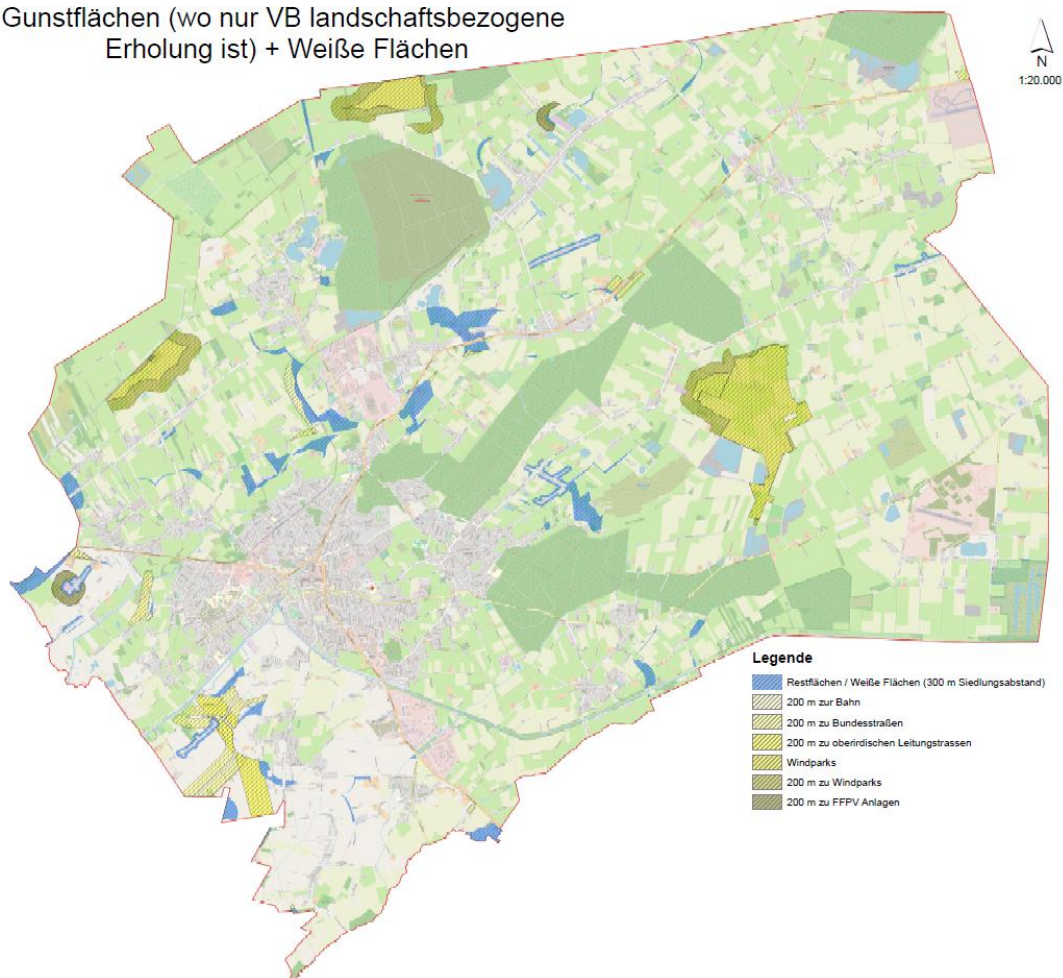 Gunstflächen (wo nur VB landschaftsbezogene
Erholung ist) + Weiße Flächen
N
1:20.000
Legende
Restflächen / Weiße Flächen (300 m Siedlungsabstand)
200 m zur Bahn
200 m zu Bundesstraßen
200 m zu oberirdischen Leitungstrassen
Windparks
200 m zu Windparks
200 m zu FFPV Anlagen